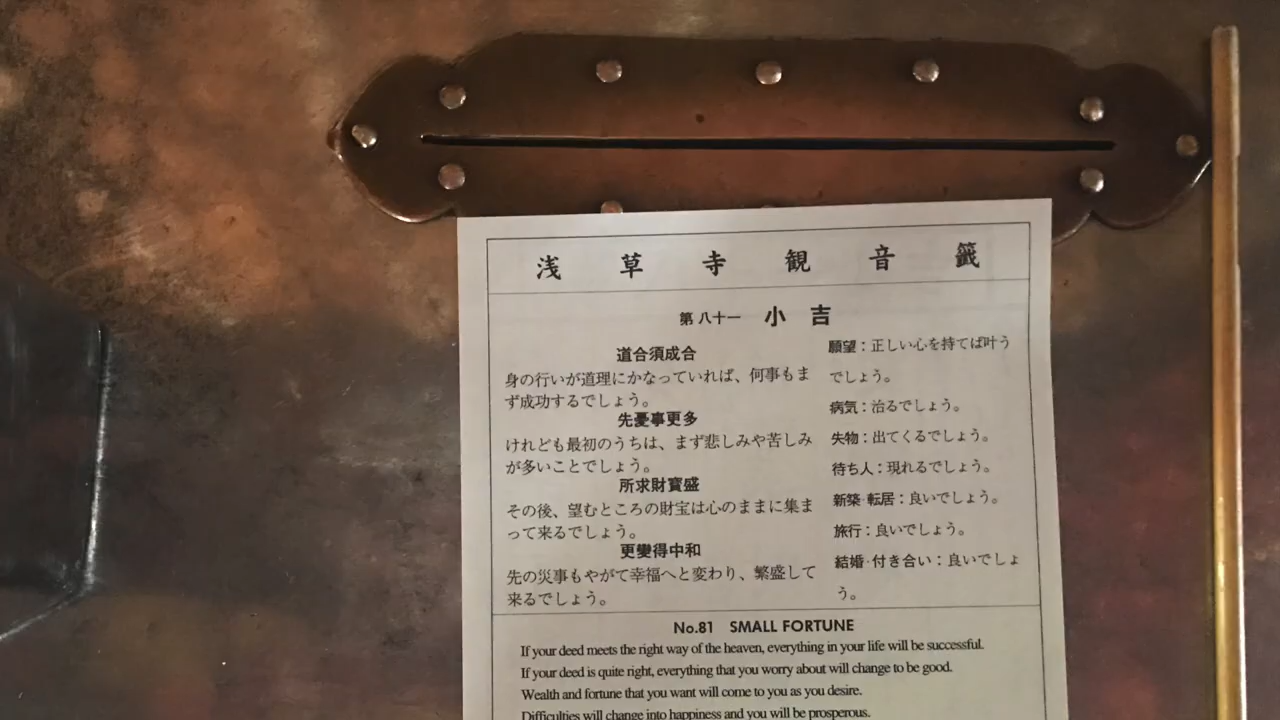 浅草寺観音籤
第八十一 小吉
道合須成合
身の行いが道理にかなっていれば、何事もま
ず成功するでしょう。
先憂事更多
けれども最初のうちは、まず悲しみや苦しみ
が多いことでしょう。
所求財寶盛
その後、望むところの財宝は心のままに集ま
って来るでしょう。
更變得中和
先の災事もやがて幸福へと変わり、繁盛して
来るでしょう。
願望：正しい心を持てば叶う
でしょう。
病気：治るでしょう。
失物：出てくるでしょう。
待ち人：現れるでしょう。
新築·転居：良いでしょう。
旅行：良いでしょう。
結婚·付き合い：良いでしょ
う。
No.81 SMALL FORTUNE
If your deed meets the right way of the heaven, everything in your life will be successful.
If your deed is quite right, everything that you worry about will change to be good.
Wealth and fortune that you want will come to you as you desire.
Difficulties will change into happiness and you will be prosperous.